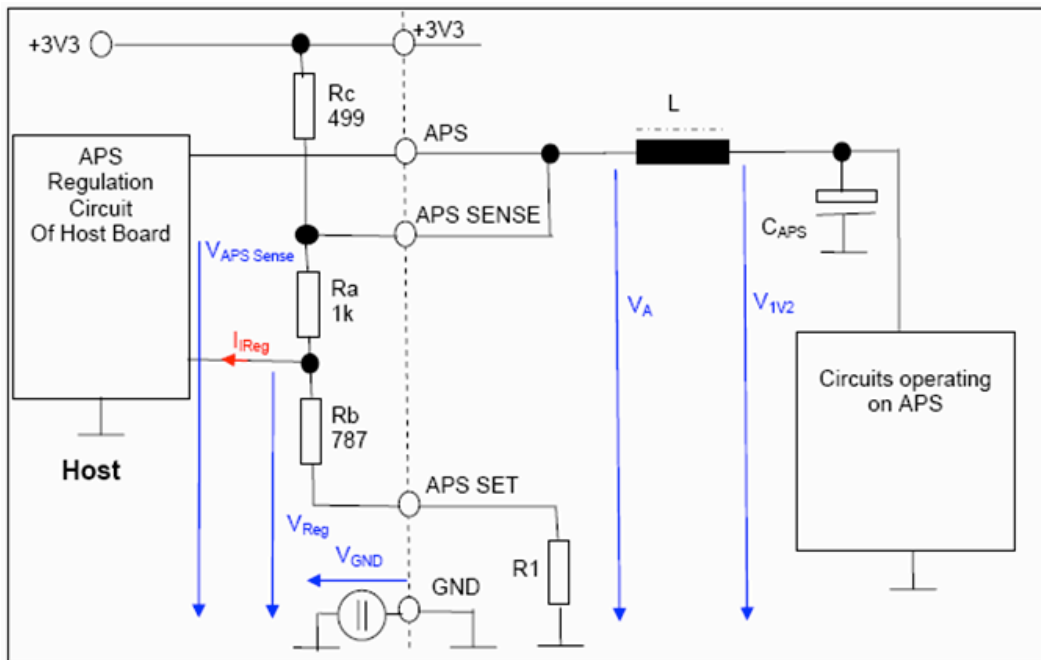 +3V3
+3V3
Rc
499
L
APS
APS
Regulation
Circuit
Of Host Board
APS SENSE
CAPS
VAPS Sense
Ra
1k
VA
V1V2
IIReg
Circuits operating
on APS
Rb
787
Host
APS SET
VReg
VGND
R1
GND